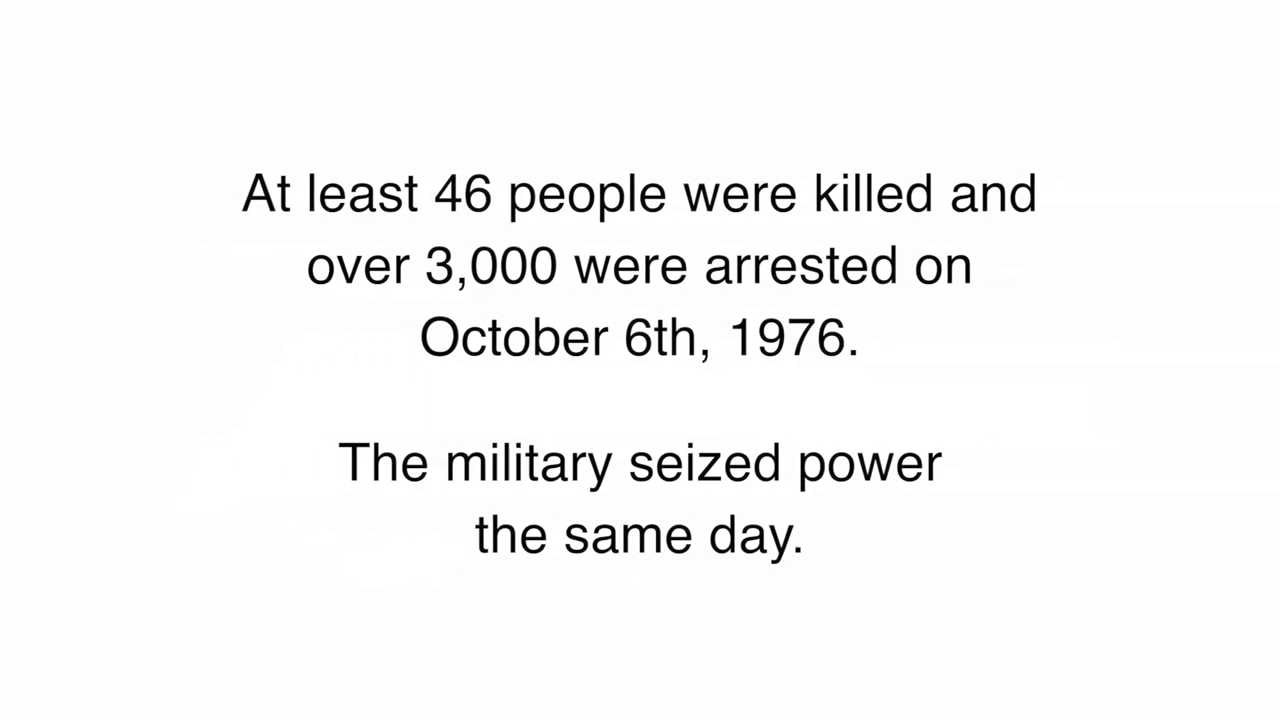 At least 46 people were killed and
over 3,000 were arrested on
October 6th, 1976.
The military seized power
the same day.